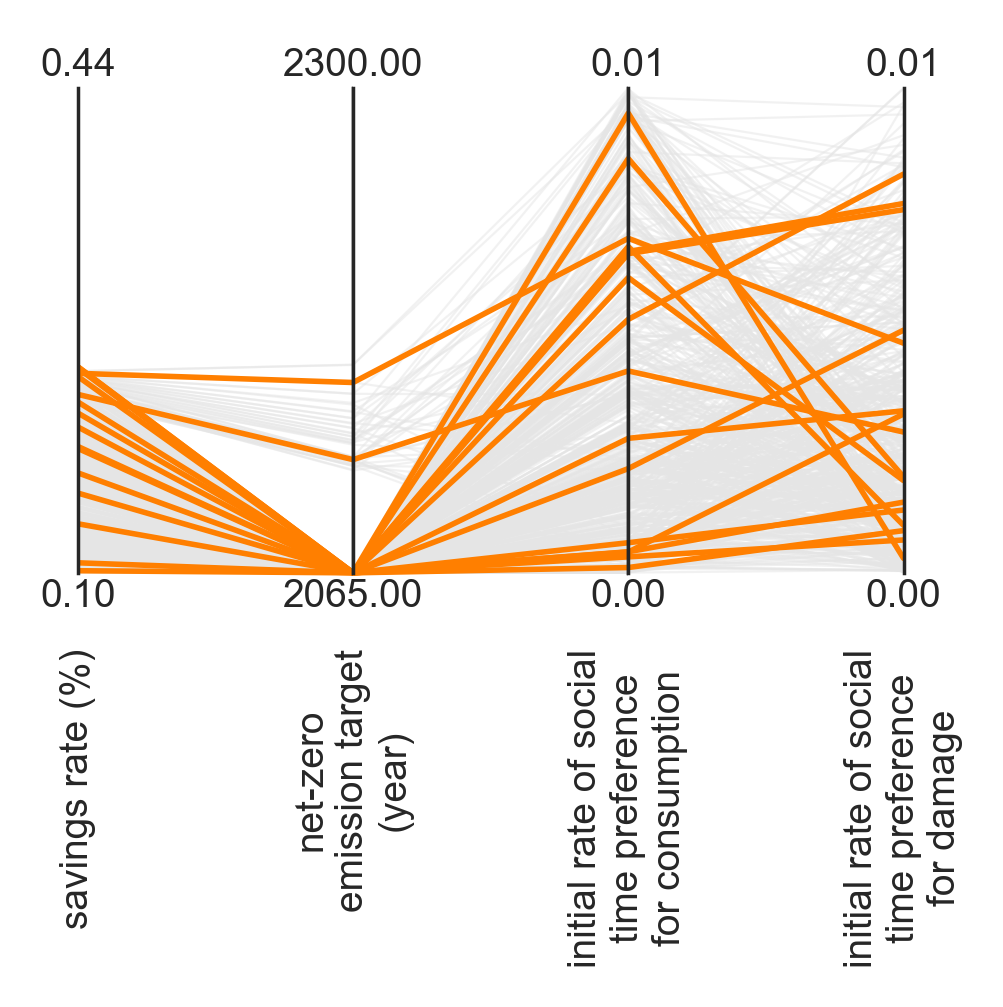 0.44
2300.00
0.01
0.01
0.10
2065.00
0.00
0.00
savings rate (%)
net-zero
emission target
(year)
initial rate of social
time preference
for consumption
initial rate of social
time preference
for damage